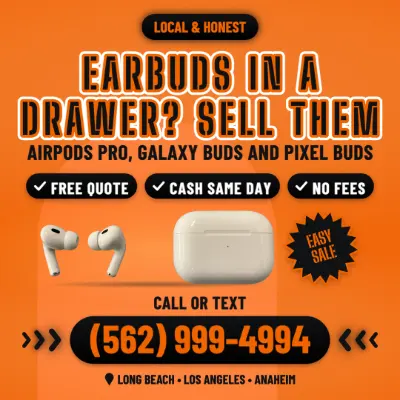 LOCAL & HONEST
EARBUDS IN A
DRAWER? SELL THEM
AIRPODS PRO, GALAXY BUDS AND PIXEL BUDS
FREE QUOTE
CASH SAME DAY
NO FEES
EASY
SALE
CALL OR TEXT
(562) 999-4994
LONG BEACH • LOS ANGELES • ANAHEIM